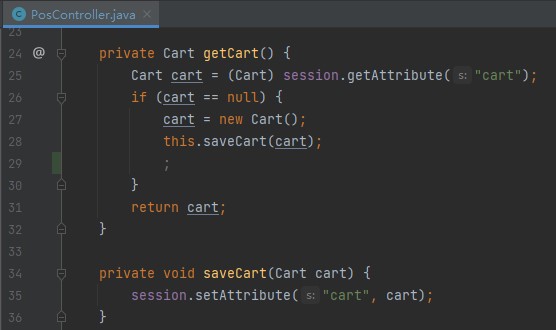 PosController.java ×
23
24 @ private Cart getCart() {
25 Cart cart = (Cart) session.getAttribute( s: "cart");
26 if (cart == null) {
27 cart = new Cart();
28 this.saveCart(cart);
29 ;
30 }
31 return cart;
32 }
33
34 private void saveCart(Cart cart) {
35 session.setAttribute( s: "cart", cart);
36 }